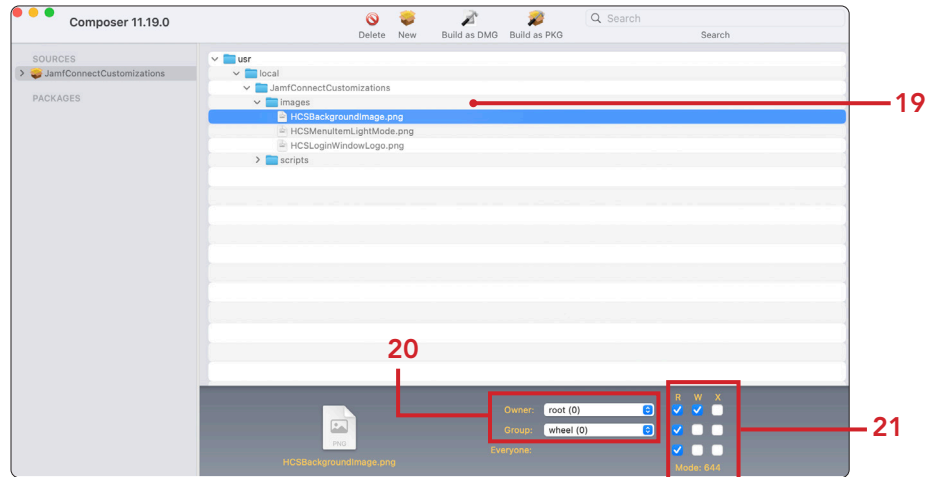 Composer 11.19.0
Delete New Build as DMG Build as PKG Search
Search
SOURCES
JamfConnectCustomizations
PACKAGES
usr
local
JamfConnectCustomizations
images
HCSBackgroundImage.png
HCSMenuItemLightMode.png
HCSLoginWindowLogo.png
scripts
19
20
R W X
Owner: root (0)
Group: wheel (0)
Everyone:
Mode: 644
21
PNG
HCSBackgroundImage.png